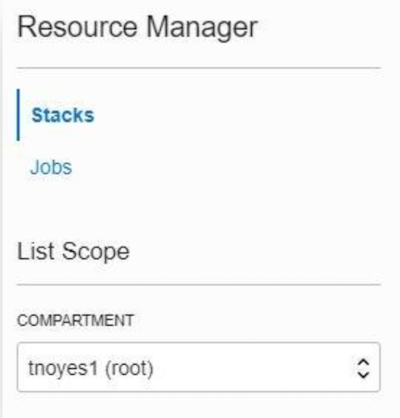 Resource Manager
Stacks
Jobs
List Scope
COMPARTMENT
tnoyes1 (root)